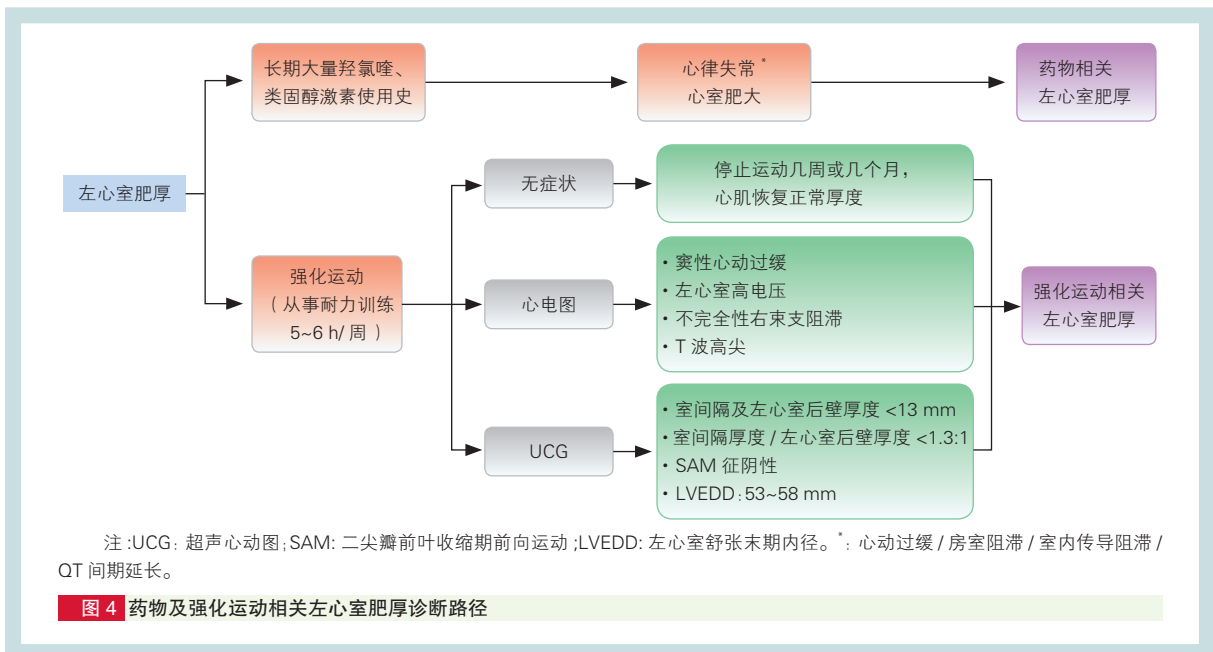 长期大量羟氯喹、
类固醇激素使用史
心律失常*
心室肥大
药物相关
左心室肥厚
左心室肥厚
强化运动
（从事耐力训练
5~6 h/ 周 ）
无症状
停止运动几周或几个月，
心肌恢复正常厚度
心电图
• 窦性心动过缓
• 左心室高电压
• 不完全性右束支阻滞
• T 波高尖
UCG
• 室间隔及左心室后壁厚度 <13 mm
• 室间隔厚度 / 左心室后壁厚度 <1.3:1
• SAM 征阴性
• LVEDD：53~58 mm
强化运动相关
左心室肥厚
注：UCG：超声心动图；SAM：二尖瓣前叶收缩期前向运动；LVEDD：左心室舒张末期内径。*：心动过缓 / 房室阻滞 / 室内传导阻滞 /
QT 间期延长。
图 4 药物及强化运动相关左心室肥厚诊断路径